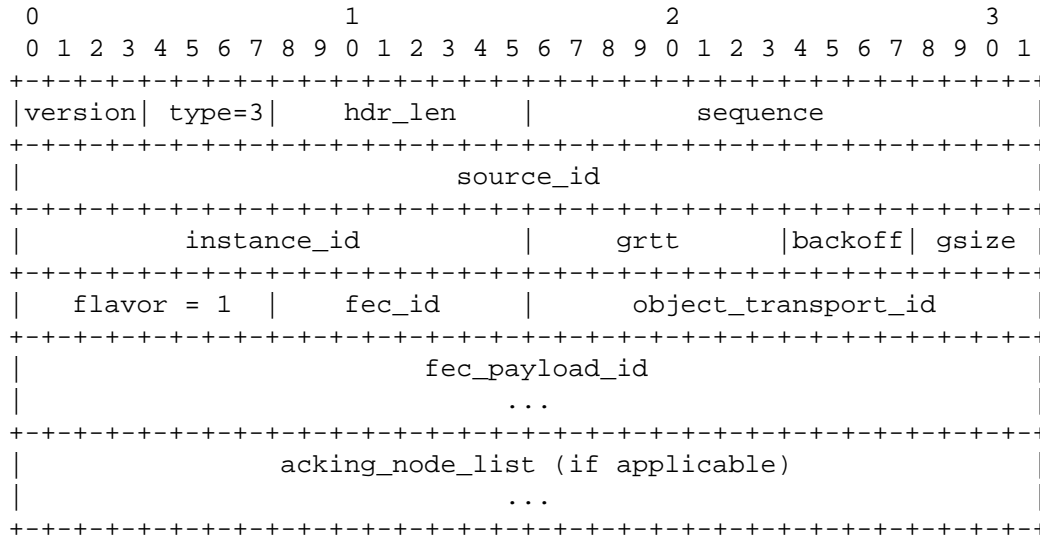 0                   1                   2                   3
 0 1 2 3 4 5 6 7 8 9 0 1 2 3 4 5 6 7 8 9 0 1 2 3 4 5 6 7 8 9 0 1
+-+-+-+-+-+-+-+-+-+-+-+-+-+-+-+-+-+-+-+-+-+-+-+-+-+-+-+-+-+-+-+-+
|version| type=3|    hdr_len    |          sequence             |
+-+-+-+-+-+-+-+-+-+-+-+-+-+-+-+-+-+-+-+-+-+-+-+-+-+-+-+-+-+-+-+-+
|                           source_id                           |
+-+-+-+-+-+-+-+-+-+-+-+-+-+-+-+-+-+-+-+-+-+-+-+-+-+-+-+-+-+-+-+-+
|          instance_id          |     grtt      |backoff| gsize |
+-+-+-+-+-+-+-+-+-+-+-+-+-+-+-+-+-+-+-+-+-+-+-+-+-+-+-+-+-+-+-+-+
|   flavor = 1  |    fec_id     |      object_transport_id      |
+-+-+-+-+-+-+-+-+-+-+-+-+-+-+-+-+-+-+-+-+-+-+-+-+-+-+-+-+-+-+-+-+
|                         fec_payload_id                        |
|                              ...                              |
+-+-+-+-+-+-+-+-+-+-+-+-+-+-+-+-+-+-+-+-+-+-+-+-+-+-+-+-+-+-+-+-+
|                acking_node_list (if applicable)               |
|                              ...                              |
+-+-+-+-+-+-+-+-+-+-+-+-+-+-+-+-+-+-+-+-+-+-+-+-+-+-+-+-+-+-+-+-+